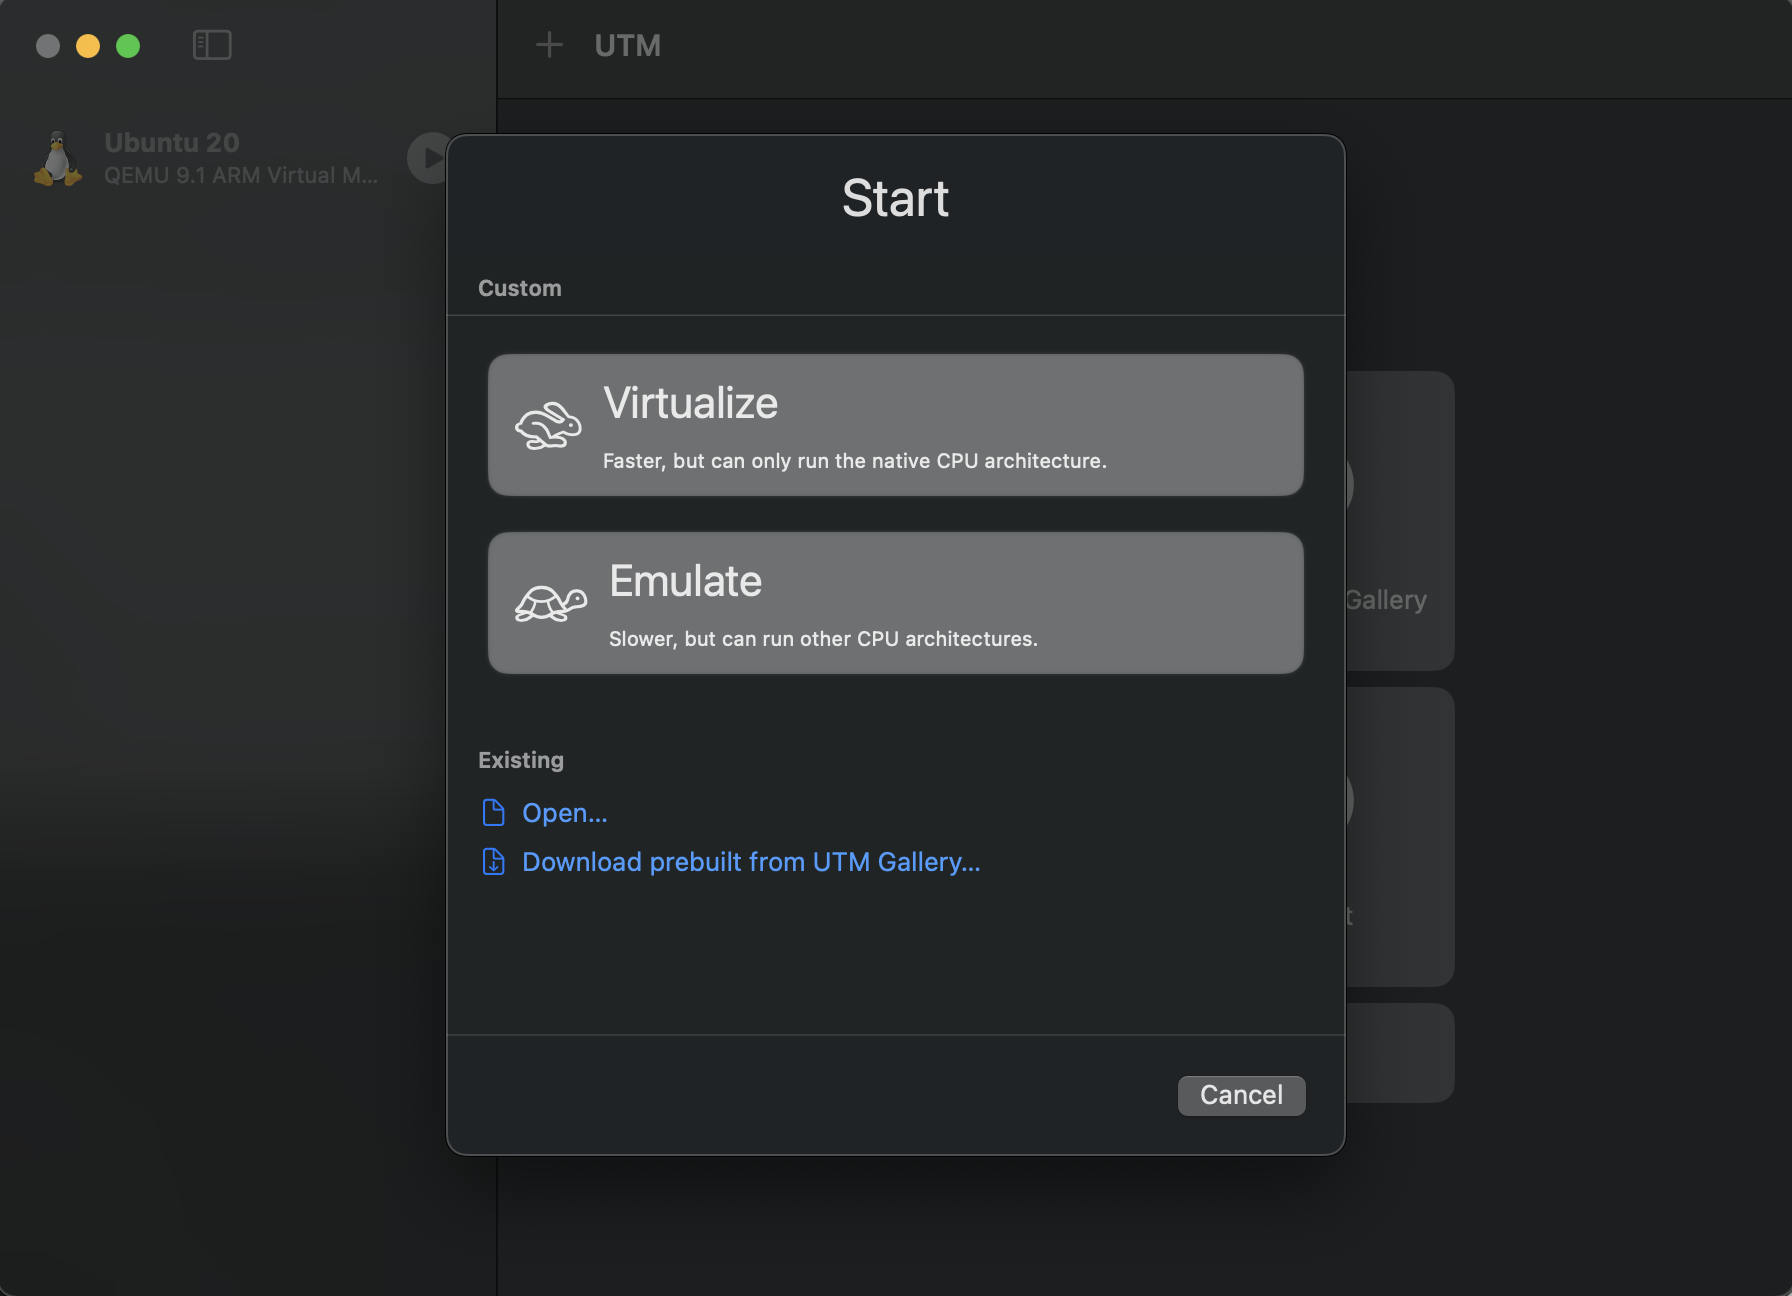 UTM
Ubuntu 20
QEMU 9.1 ARM Virtual M...
Start
Custom
Virtualize
Faster, but can only run the native CPU architecture.
Emulate
Slower, but can run other CPU architectures.
Gallery
Existing
Open...
Download prebuilt from UTM Gallery...
t
Cancel